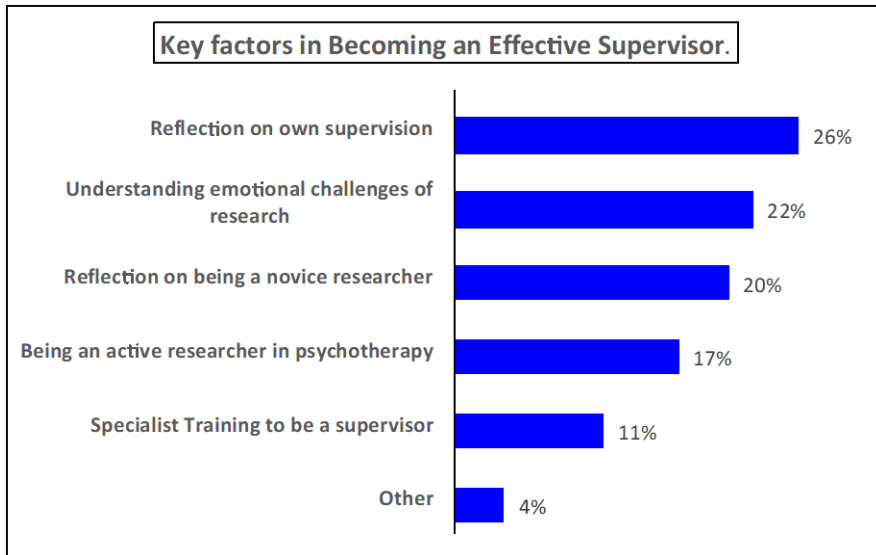 Key factors in Becoming an Effective Supervisor.
Reflection on own supervision
26%
Understanding emotional challenges of
research
22%
Reflection on being a novice researcher
20%
Being an active researcher in psychotherapy
17%
Specialist Training to be a supervisor
11%
Other
4%